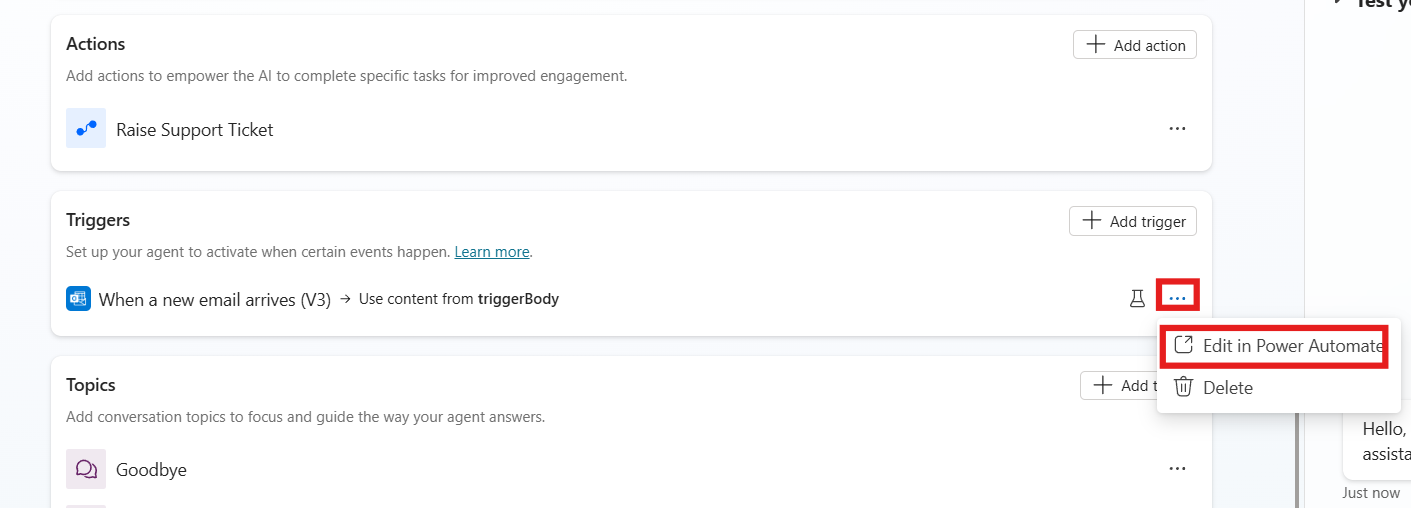 Test yo
Actions
Add action
Add actions to empower the AI to complete specific tasks for improved engagement.
Raise Support Ticket
Triggers
Add trigger
Set up your agent to activate when certain events happen. Learn more.
When a new email arrives (V3) → Use content from triggerBody
Edit in Power Automate
Delete
Topics
Add t
Add conversation topics to focus and guide the way your agent answers.
Goodbye
Hello,
assista
Just now